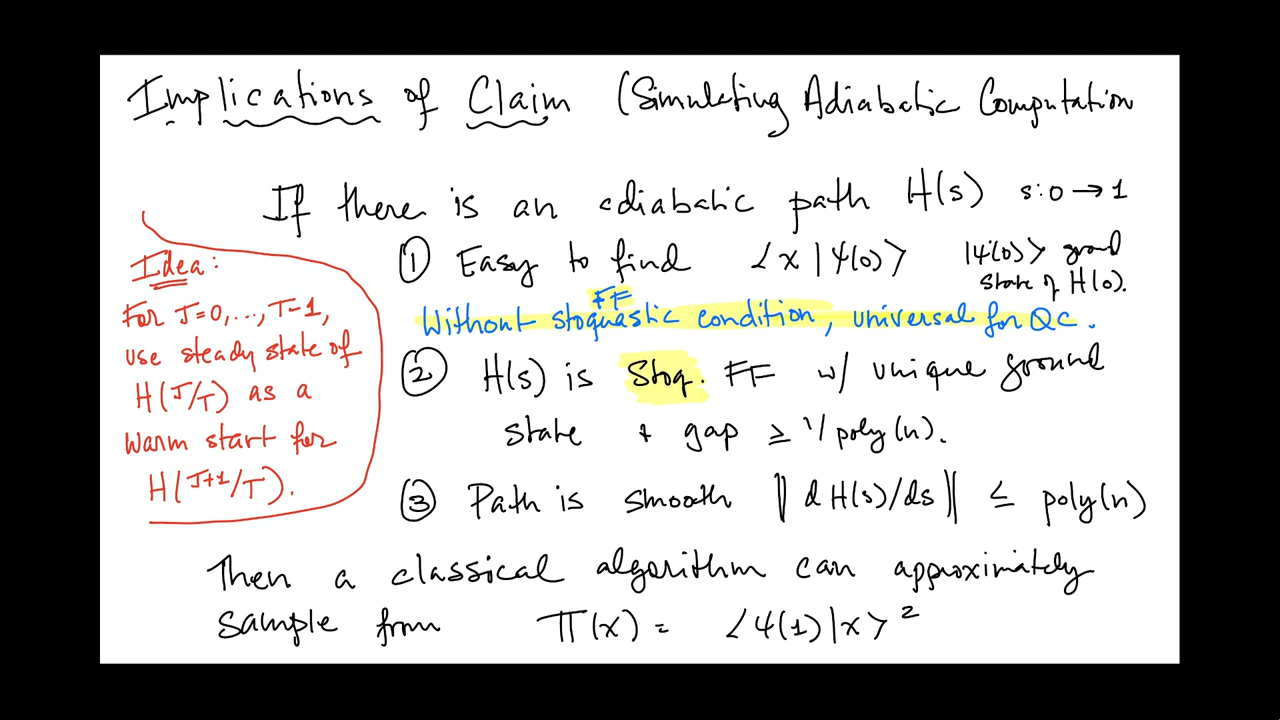 Implications of Claim (Simulating Adiabatic Computation
If there is an adiabatic path H(s) s: 0 → 1
① Easy to find ⟨x|ψ(0)⟩ |ψ(0)⟩ ground
state of H(0).
FF
Without stoquastic condition, universal for QC.
② H(s) is Stoq. FF w/ unique ground
state + gap ≥ 1/poly(n).
③ Path is smooth ‖dH(s)/ds‖ ≤ poly(n)
Idea:
For J=0,..., T-1,
use steady state of
H(J/T) as a
warm start for
H(J+1/T).
Then a classical algorithm can approximately
sample from Π(x) = ⟨ψ(1)|x⟩²